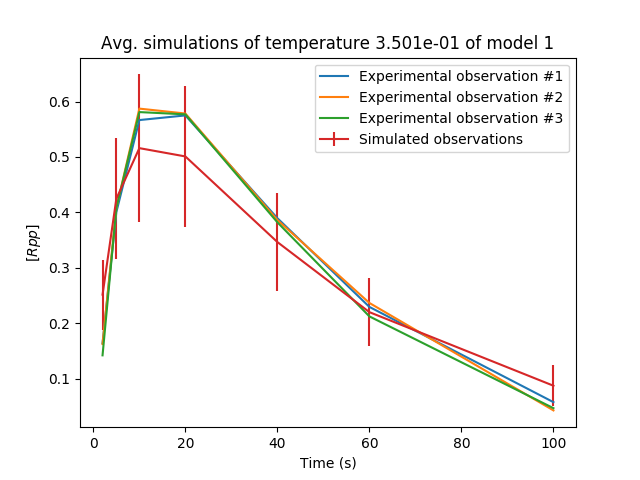 Avg. simulations of temperature 3.501e-01 of model 1
Experimental observation #1
Experimental observation #2
Experimental observation #3
Simulated observations
[Rpp]
0.6
0.5
0.4
0.3
0.2
0.1
0 20 40 60 80 100
Time (s)